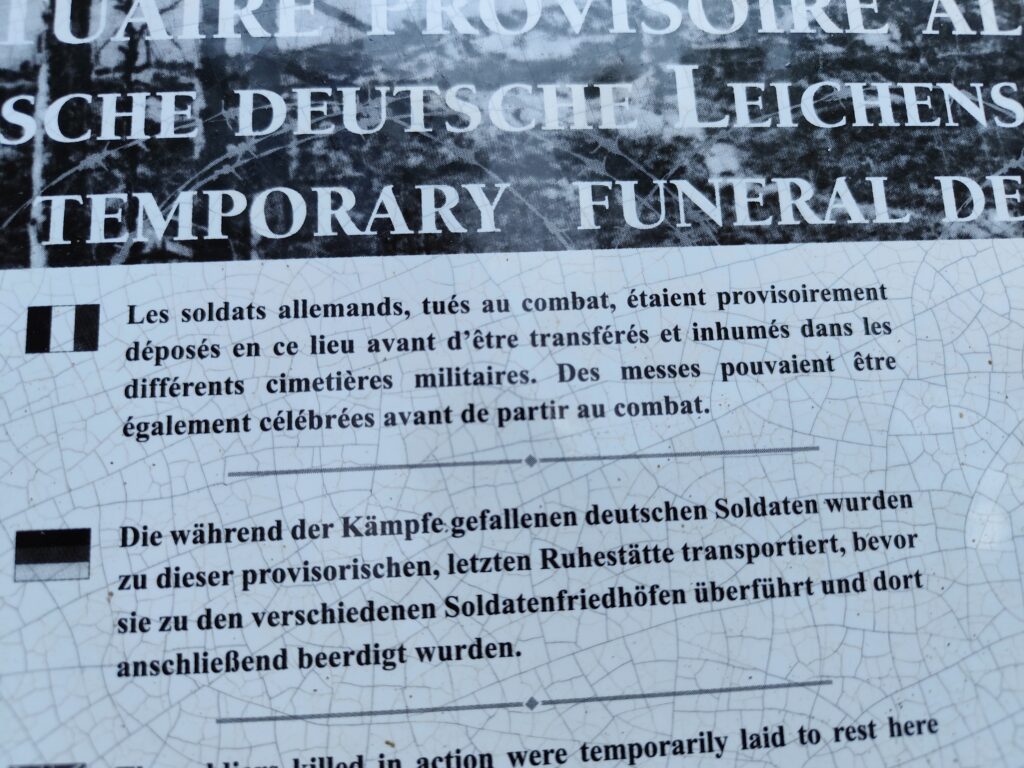 TUAIRE PROVISOIRE AL
SCHE DEUTSCHE LEICHENS
TEMPORARY FUNERAL DE
Les soldats allemands, tués au combat, étaient provisoirement
déposés en ce lieu avant d’être transférés et inhumés dans les
différents cimetières militaires. Des messes pouvaient être
également célébrées avant de partir au combat.
Die während der Kämpfe gefallenen deutschen Soldaten wurden
zu dieser provisorischen, letzten Ruhestätte transportiert, bevor
sie zu den verschiedenen Soldatenfriedhöfen überführt und dort
anschließend beerdigt wurden.
killed in action were temporarily laid to rest here